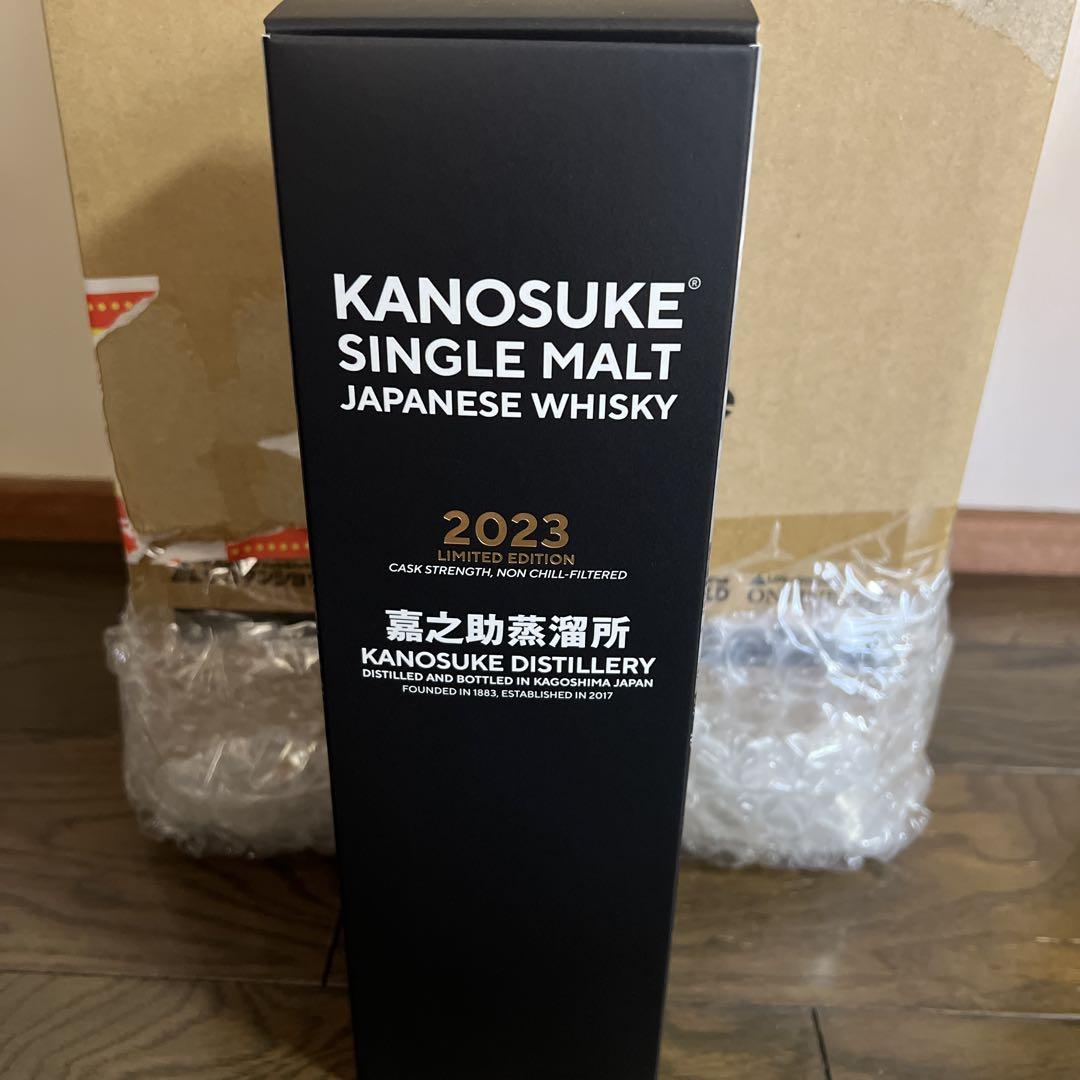 KANOSUKE®
SINGLE MALT
JAPANESE WHISKY
2023
LIMITED EDITION
CASK STRENGTH, NON CHILL-FILTERED
嘉之助蒸溜所
KANOSUKE DISTILLERY
DISTILLED AND BOTTLED IN KAGOSHIMA JAPAN
FOUNDED IN 1883, ESTABLISHED IN 2017